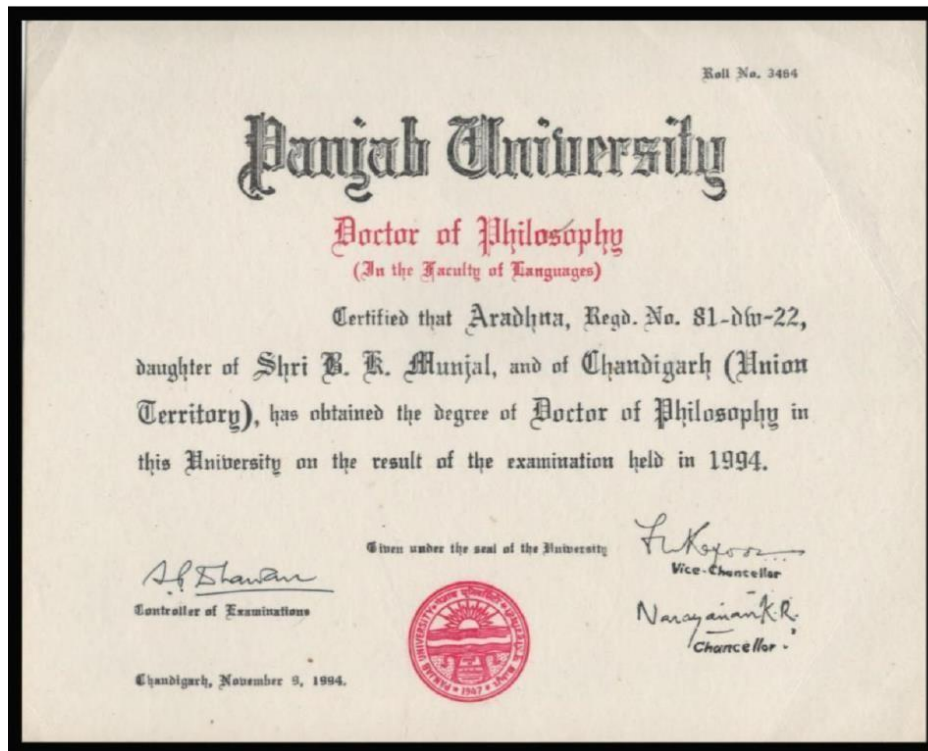 Roll No. 3464
Panjab University
Doctor of Philosophy
(In the Faculty of Languages)
Certified that Aradhna, Regd. No. 81-dw-22,
daughter of Shri B. K. Munjal, and of Chandigarh (Union
Territory), has obtained the degree of Doctor of Philosophy in
this University on the result of the examination held in 1994.
Given under the seal of the University
Vice-Chancellor
Controller of Examinations
Narayanan K.R.
Chancellor
PANJAB UNIVERSITY
1947
Chandigarh, November 9, 1994.